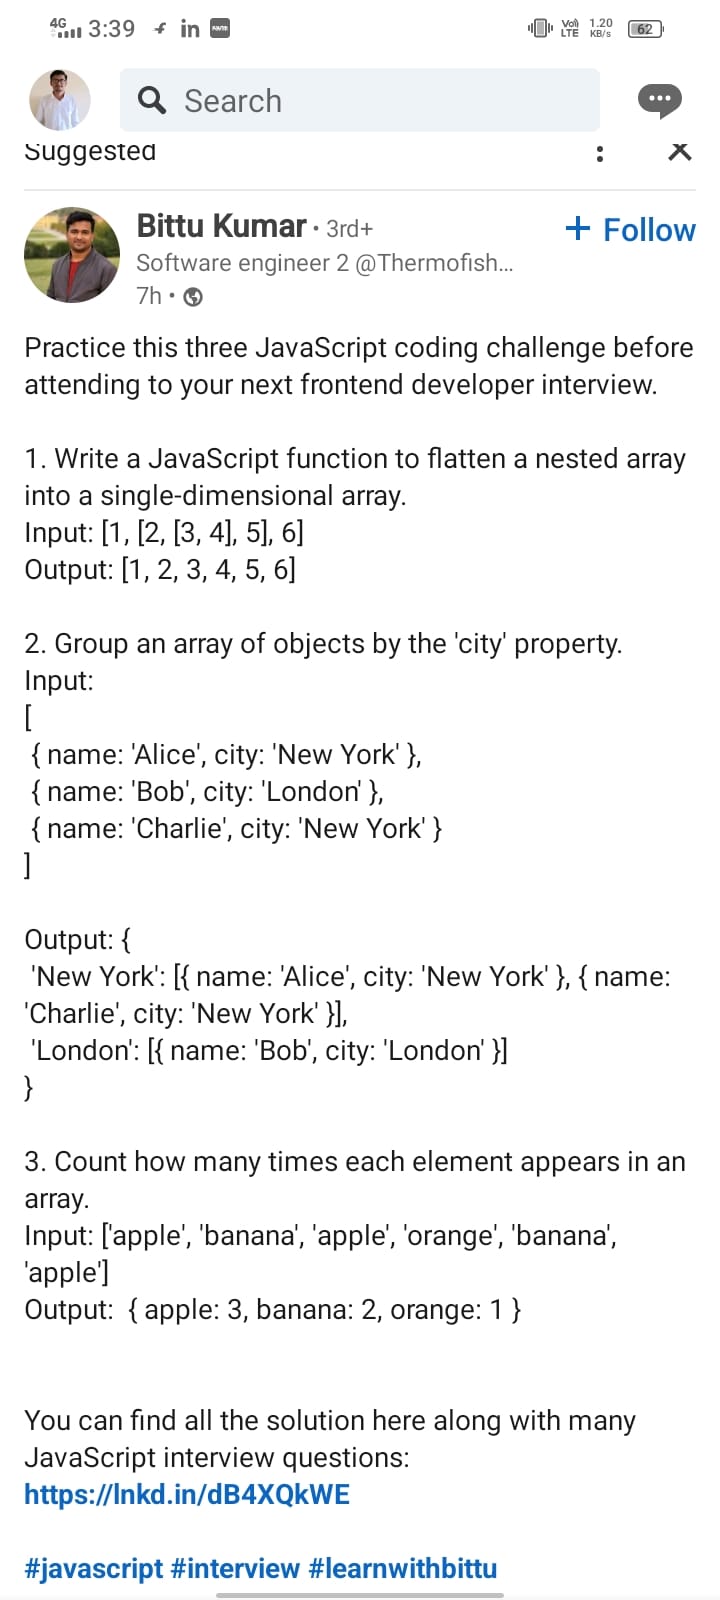 4G 3:39 f in Vo) LTE 1.20 KB/s 62
Search
Suggested
Bittu Kumar • 3rd+
+ Follow
Software engineer 2 @Thermofish...
7h •
Practice this three JavaScript coding challenge before
attending to your next frontend developer interview.
1. Write a JavaScript function to flatten a nested array
into a single-dimensional array.
Input: [1, [2, [3, 4], 5], 6]
Output: [1, 2, 3, 4, 5, 6]
2. Group an array of objects by the 'city' property.
Input:
[
{ name: 'Alice', city: 'New York' },
{ name: 'Bob', city: 'London' },
{ name: 'Charlie', city: 'New York' }
]
Output: {
'New York': [{ name: 'Alice', city: 'New York' }, { name:
'Charlie', city: 'New York' }],
'London': [{ name: 'Bob', city: 'London' }]
}
3. Count how many times each element appears in an
array.
Input: ['apple', 'banana', 'apple', 'orange', 'banana',
'apple']
Output: { apple: 3, banana: 2, orange: 1 }
You can find all the solution here along with many
JavaScript interview questions:
https://lnkd.in/dB4XQkWE
#javascript #interview #learnwithbittu